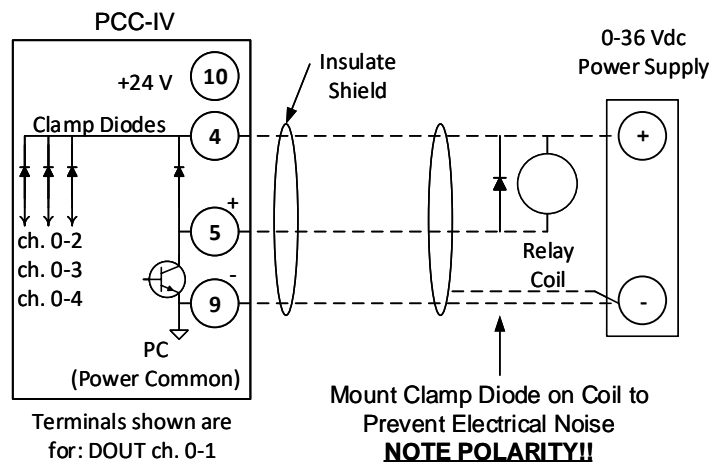 PCC-IV
0-36 Vdc
Power Supply
+24 V
10
Insulate
Shield
Clamp Diodes
4
+
+
5
ch. 0-2
ch. 0-3
ch. 0-4
Relay
Coil
-
9
-
PC
(Power Common)
Mount Clamp Diode on Coil to
Prevent Electrical Noise
NOTE POLARITY!!
Terminals shown are
for: DOUT ch. 0-1